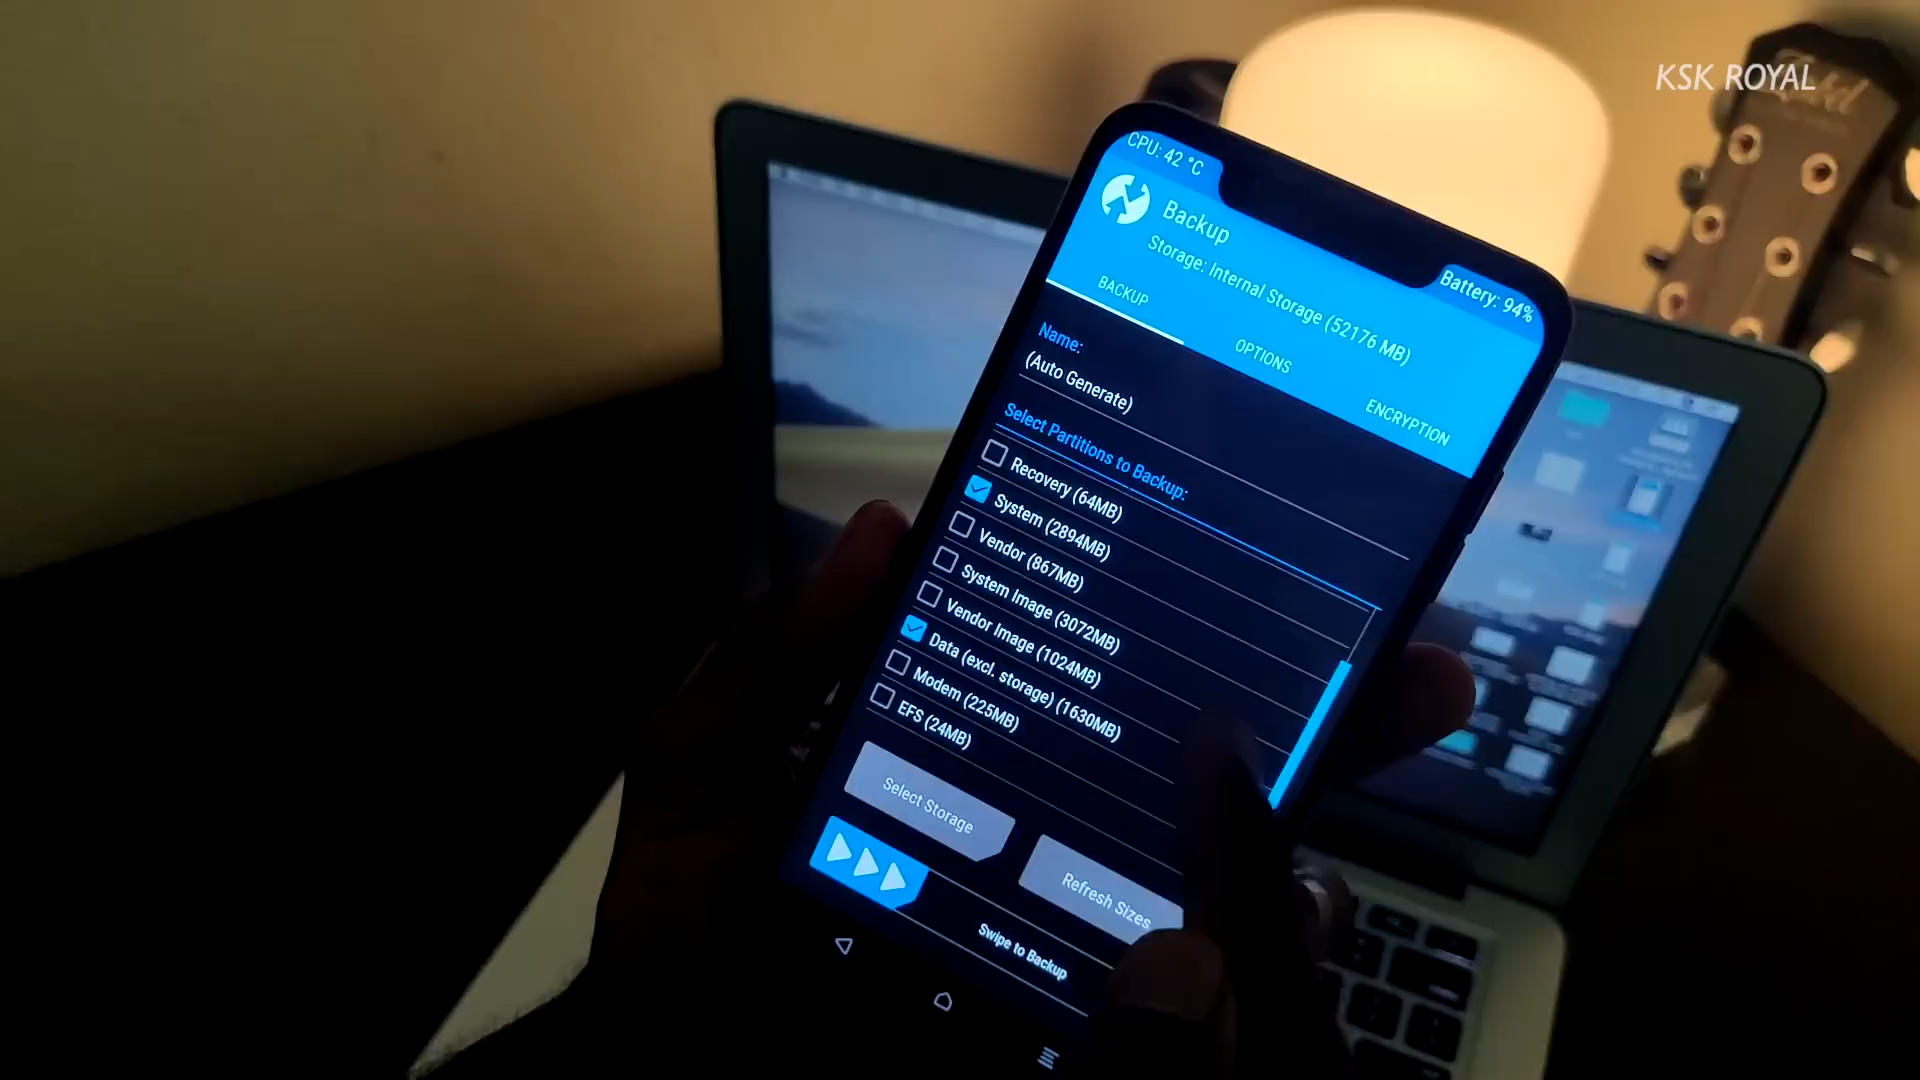 KSK ROYAL
CPU: 42 °C
Backup
Battery: 94%
Storage: Internal Storage (52176 MB)
BACKUP
OPTIONS
ENCRYPTION
Name:
(Auto Generate)
Select Partitions to Backup:
Recovery (64MB)
System (2894MB)
Vendor (867MB)
System Image (3072MB)
Vendor Image (1024MB)
Data (excl. storage) (1630MB)
Modem (225MB)
EFS (24MB)
Select Storage
Refresh Sizes
Swipe to Backup